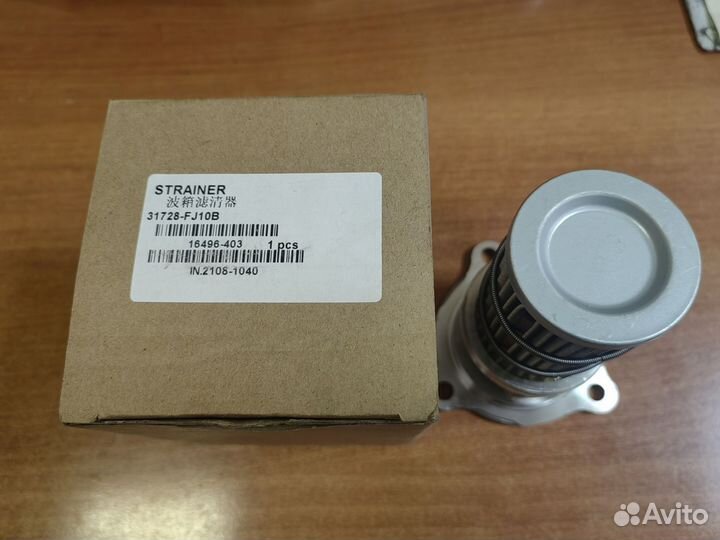 STRAINER
波箱滤清器
31728-FJ10B
16496-403 1 pcs
IN.2108-1040
Avito